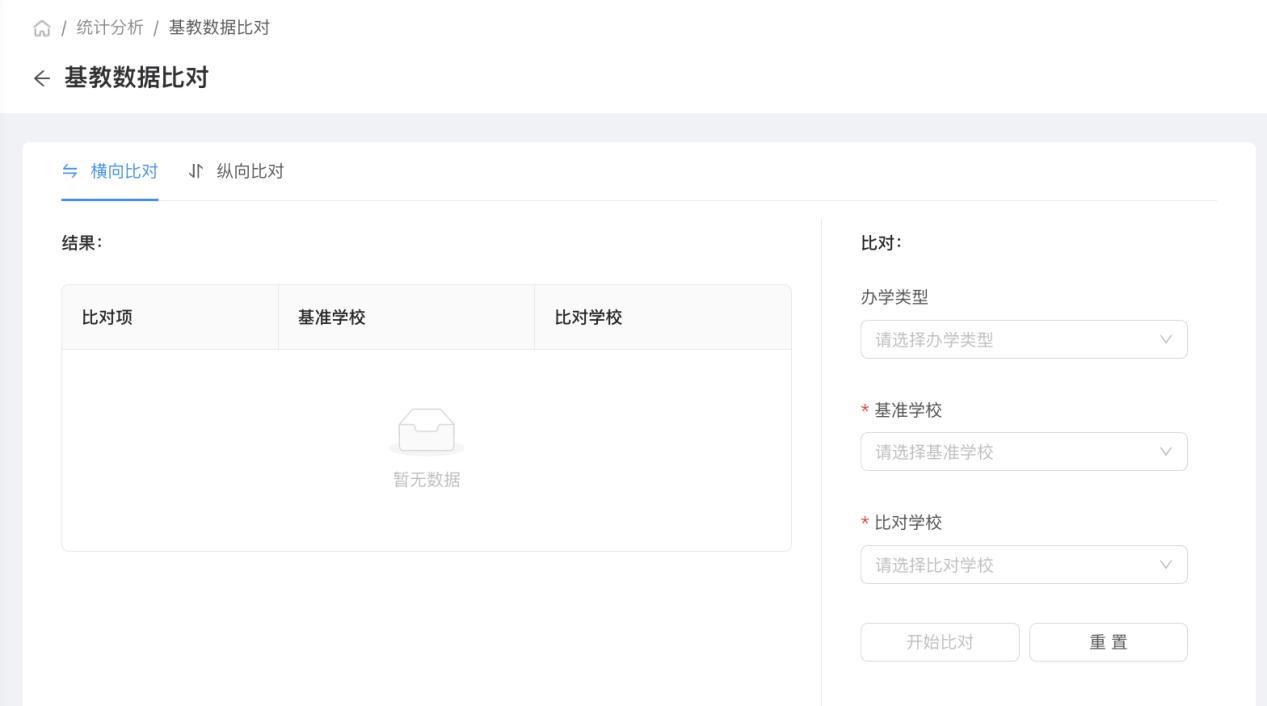 / 统计分析 / 基教数据比对
基教数据比对
横向比对 纵向比对
结果：
比对项 基准学校 比对学校
暂无数据
比对：
办学类型
请选择办学类型
* 基准学校
请选择基准学校
* 比对学校
请选择比对学校
开始比对 重 置